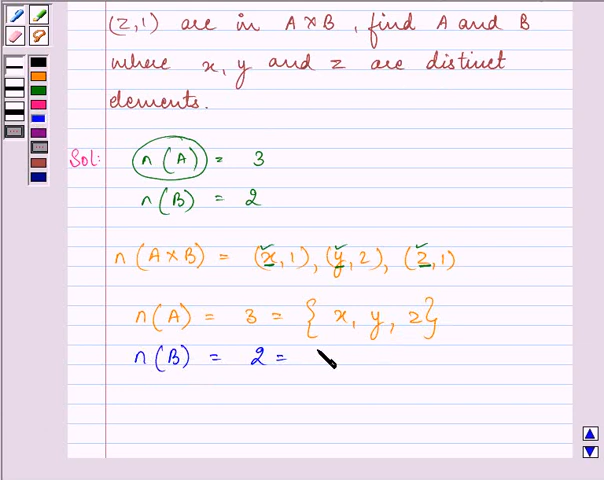 (z,1) are in A×B, find A and B
where x, y and z are distinct
elements.
Sol: n(A) = 3
n(B) = 2
n(A×B) = (x,1), (y,2), (z,1)
n(A) = 3 = { x, y, z}
n(B) = 2 =